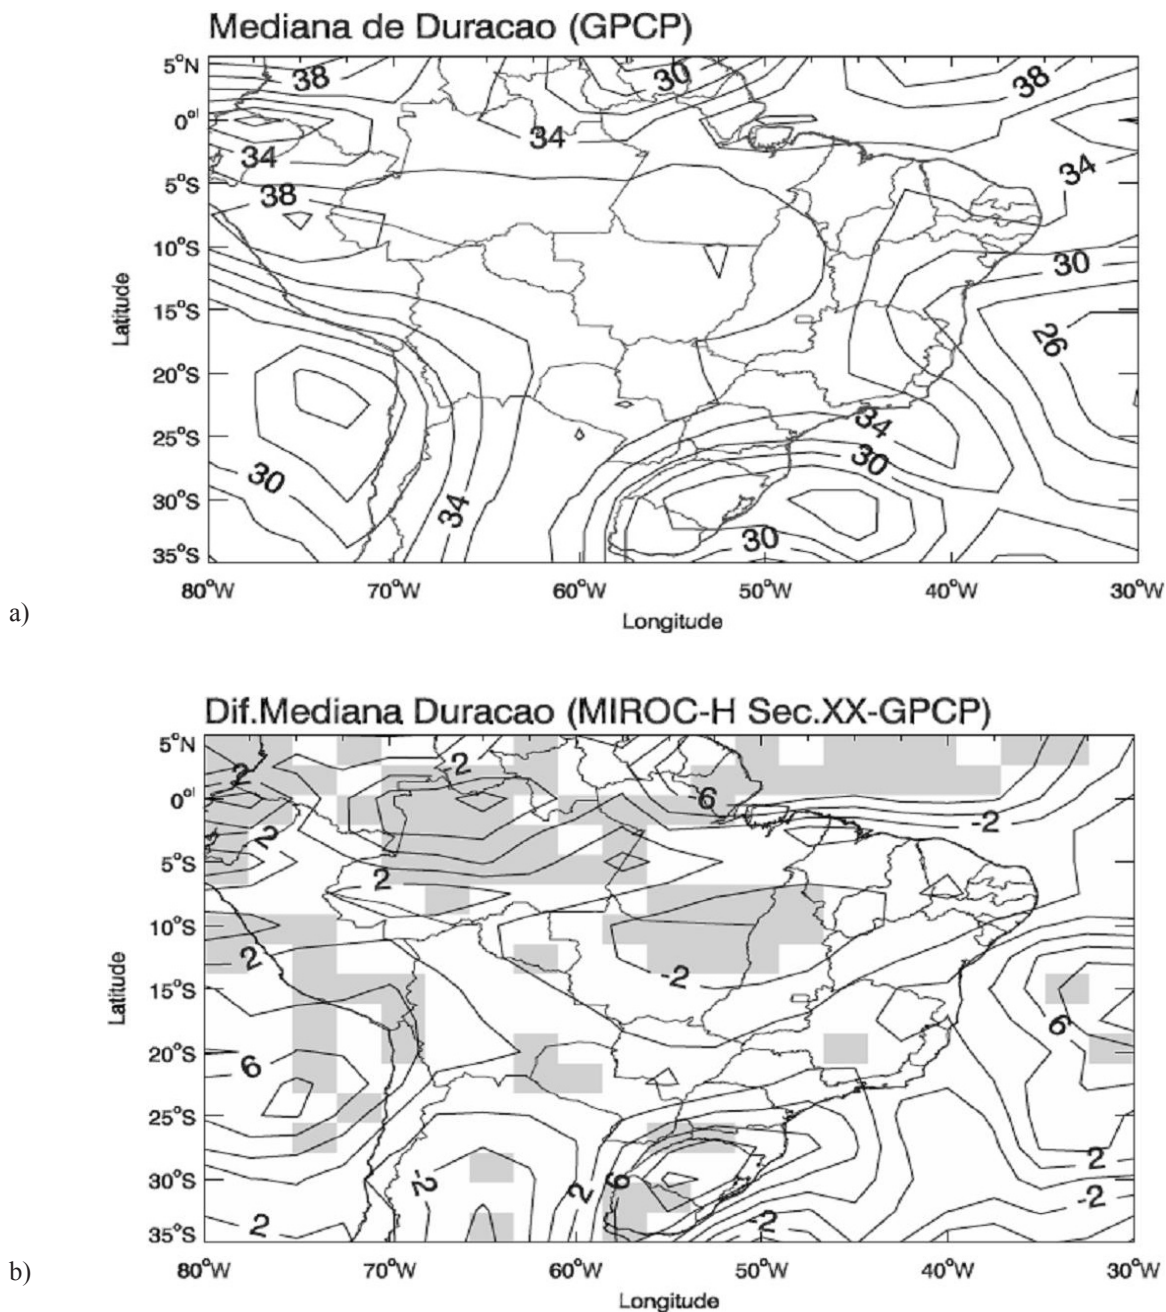 Mediana de Duracao (GPCP)
5°N
38
30
38
0°
34
34
34
5°S
38
10°S
30
15°S
26
20°S
34
25°S
30
30
30°S
34
30
35°S
80°W 70°W 60°W 50°W 40°W 30°W
Latitude
Longitude
a)
Dif.Mediana Duracao (MIROC-H Sec.XX-GPCP)
5°N
2
2
0°
-6
-2
2
5°S
2
10°S
2
-2
15°S
6
20°S
6
25°S
2
30°S
-2
2
6
-2
35°S
2
-2
80°W 70°W 60°W 50°W 40°W 30°W
Latitude
Longitude
b)